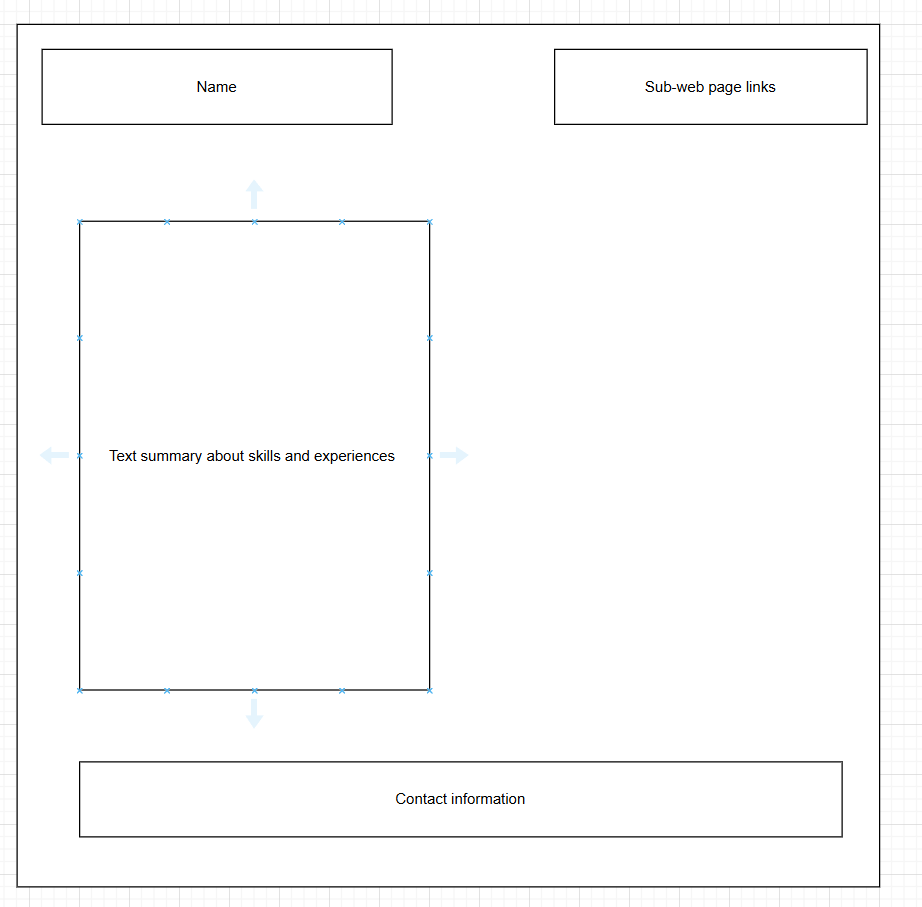 Name
Sub-web page links
Text summary about skills and experiences
Contact information